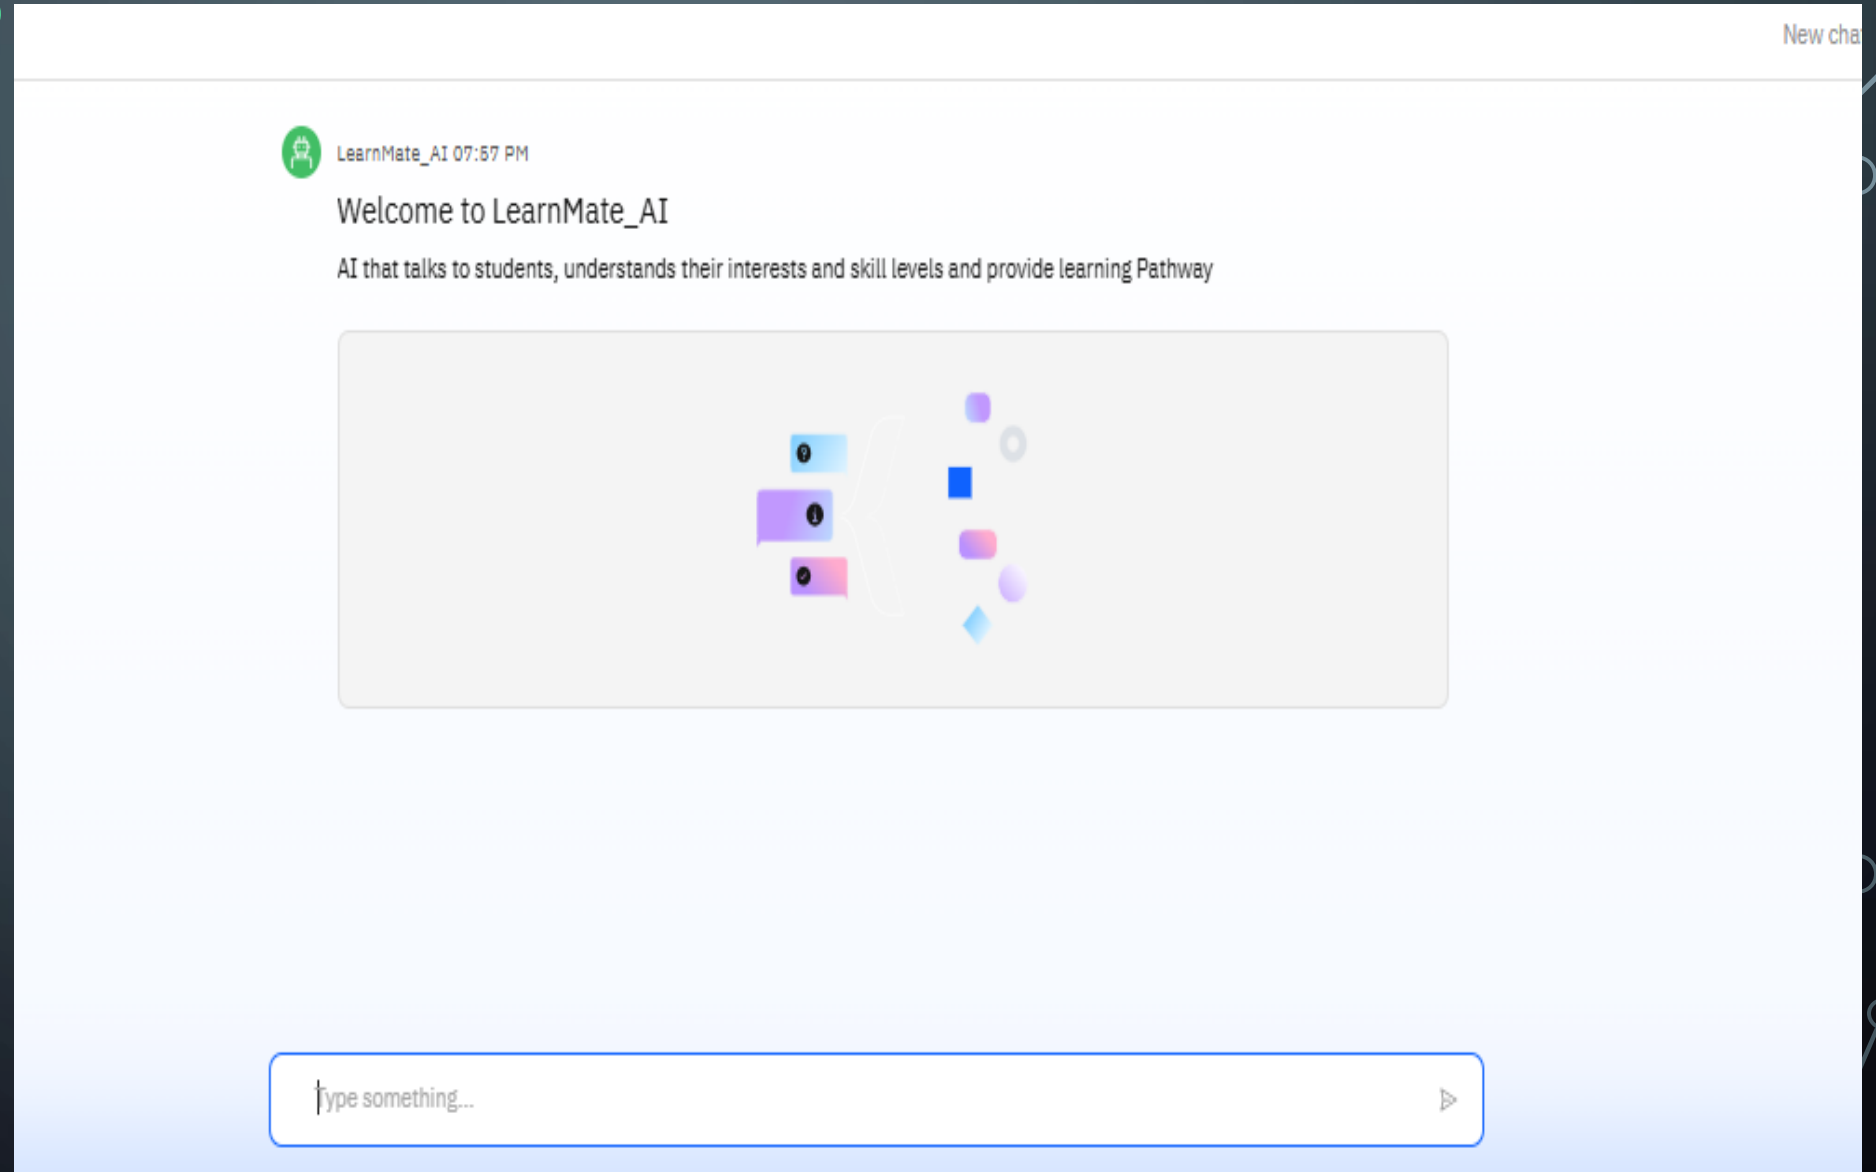 New cha
LearnMate_AI 07:57 PM
Welcome to LearnMate_AI
AI that talks to students, understands their interests and skill levels and provide learning Pathway
Type something...